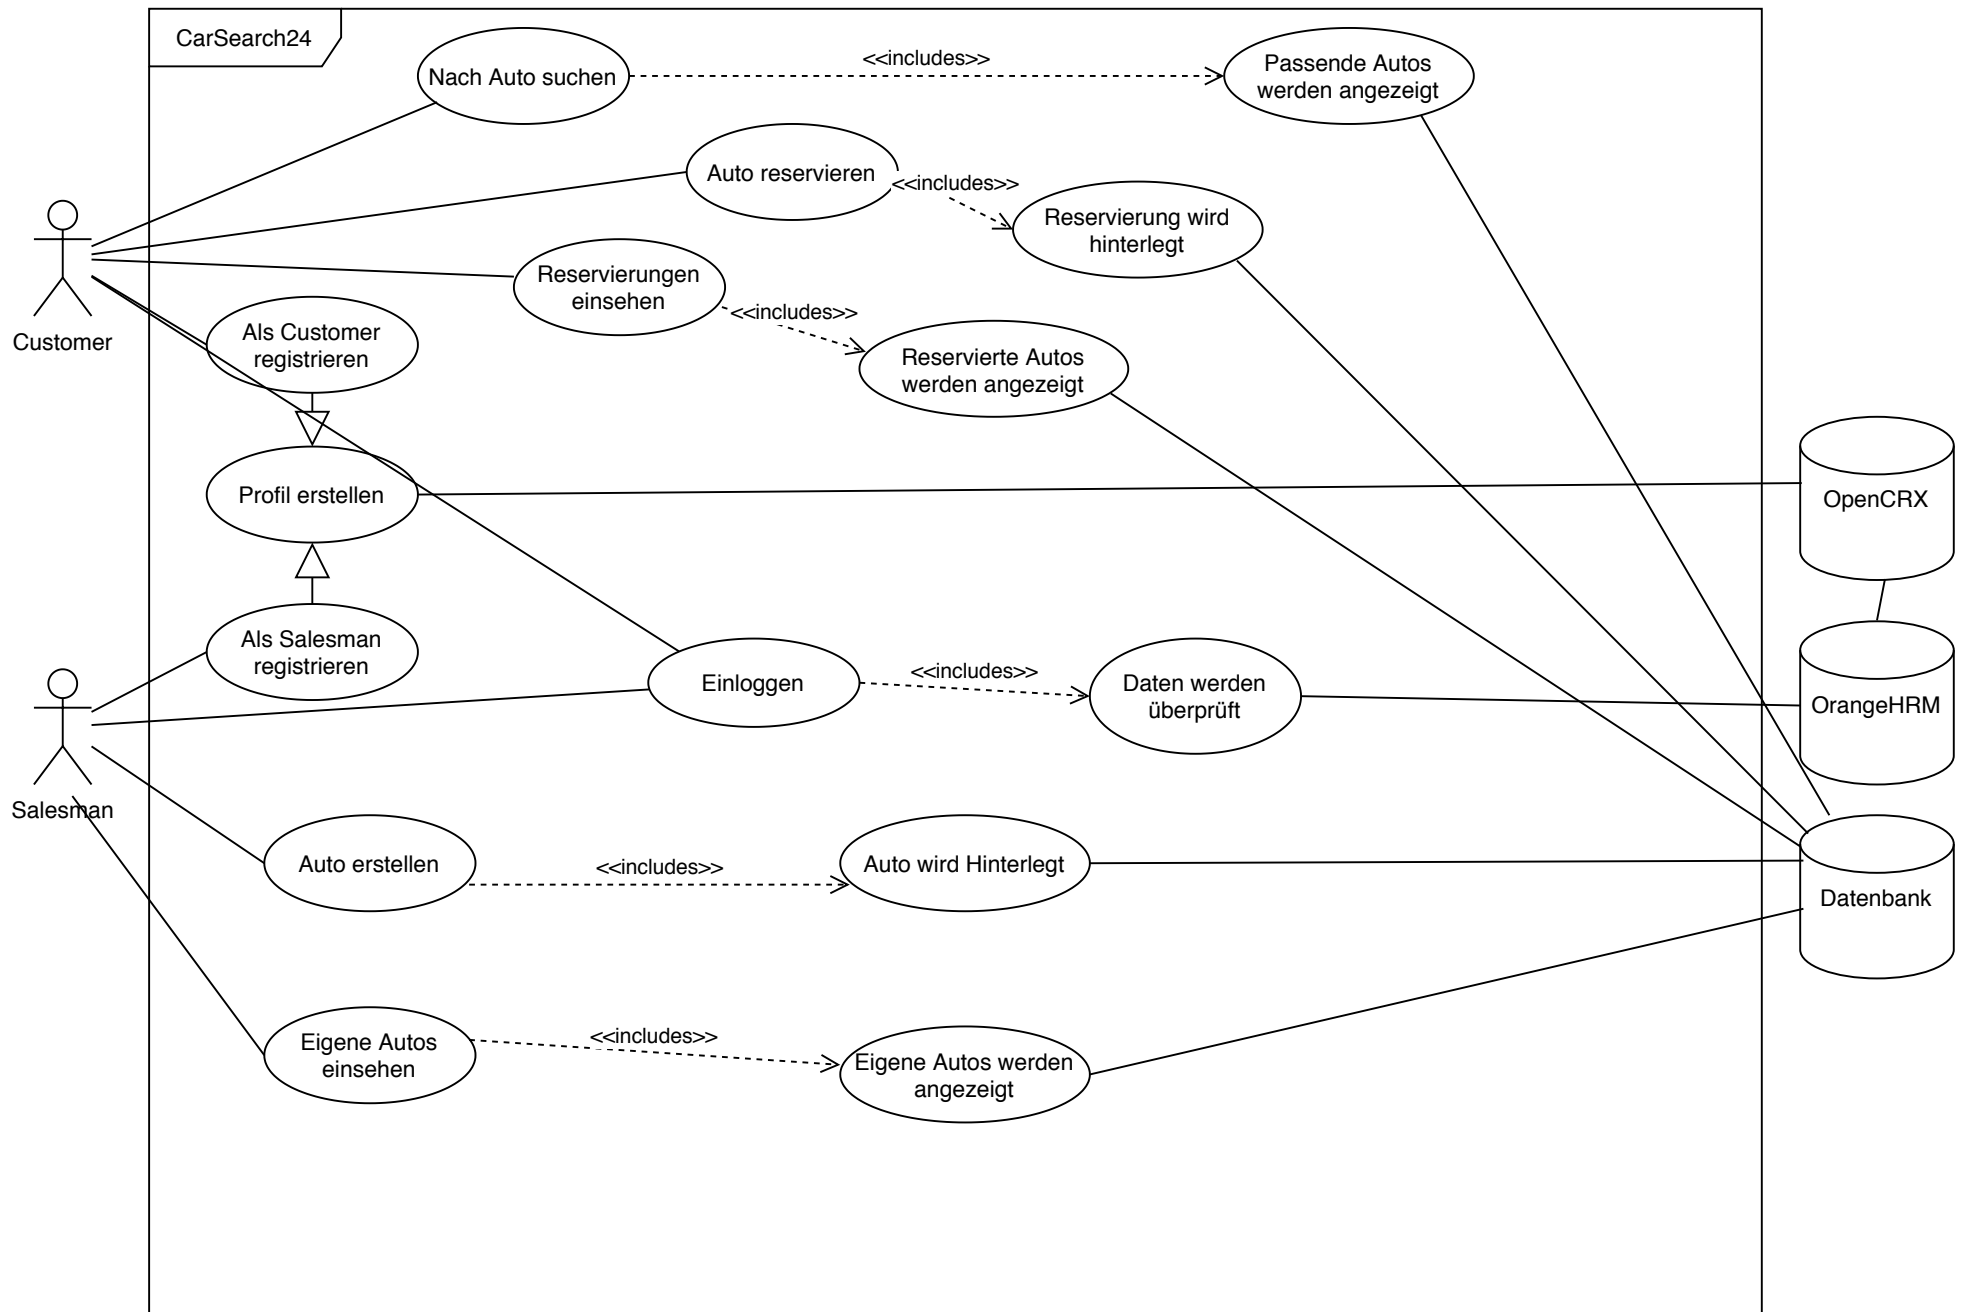 CarSearch24
Nach Auto suchen
<<includes>>
Passende Autos
werden angezeigt
Auto reservieren
<<includes>>
Reservierung wird
hinterlegt
Customer
Reservierungen
einsehen
<<includes>>
Reservierte Autos
werden angezeigt
Als Customer
registrieren
Profil erstellen
OpenCRX
Als Salesman
registrieren
Einloggen
<<includes>>
Daten werden
überprüft
OrangeHRM
Salesman
Auto erstellen
<<includes>>
Auto wird Hinterlegt
Datenbank
Eigene Autos
einsehen
<<includes>>
Eigene Autos werden
angezeigt